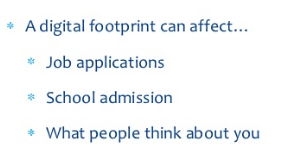 A digital footprint can affect…
Job applications
School admission
What people think about you